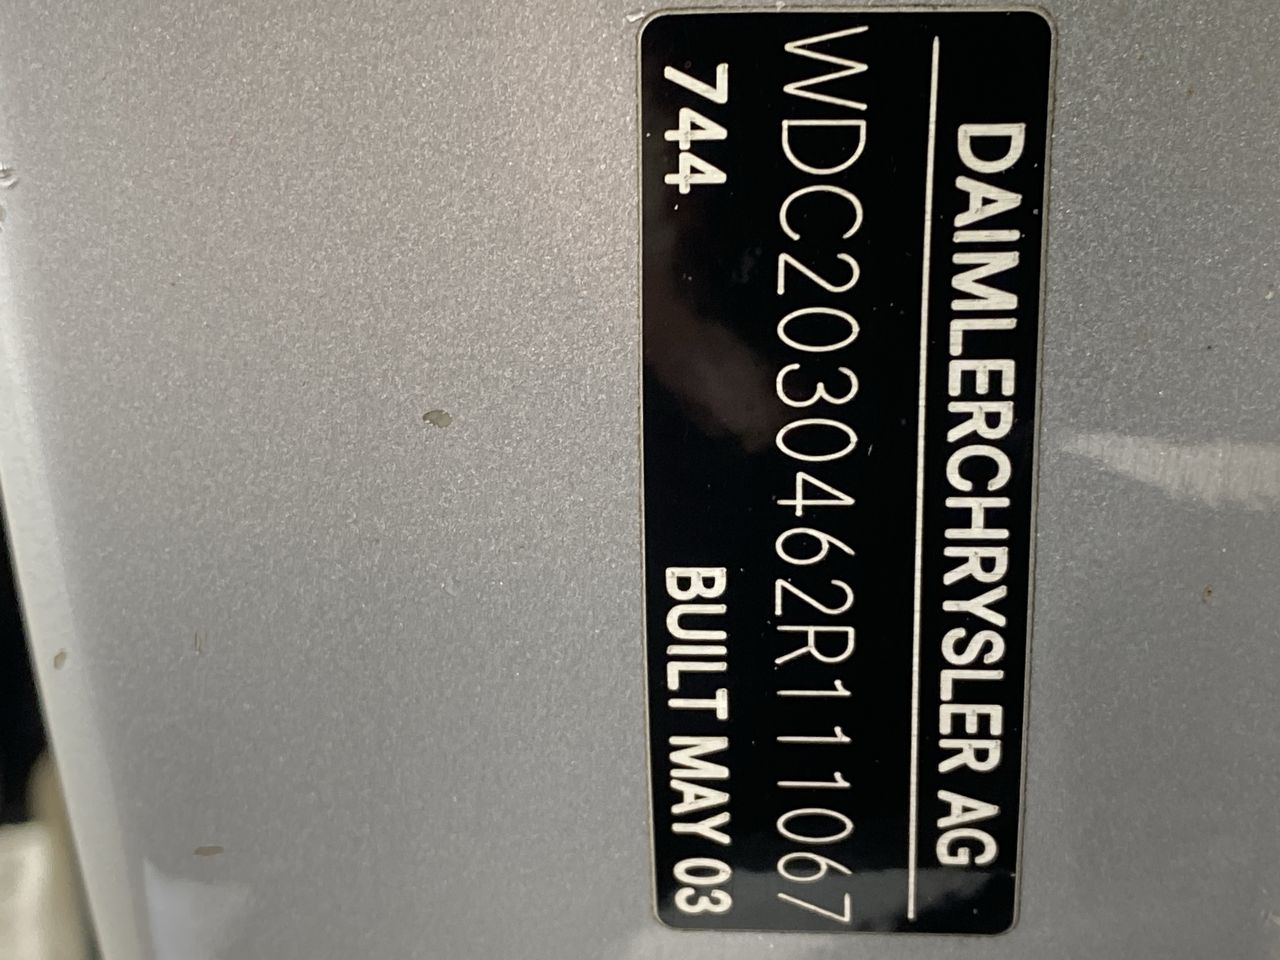 DAIMLERCHRYSLER AG
WDC2030462R111067
744 BUILT MAY 03